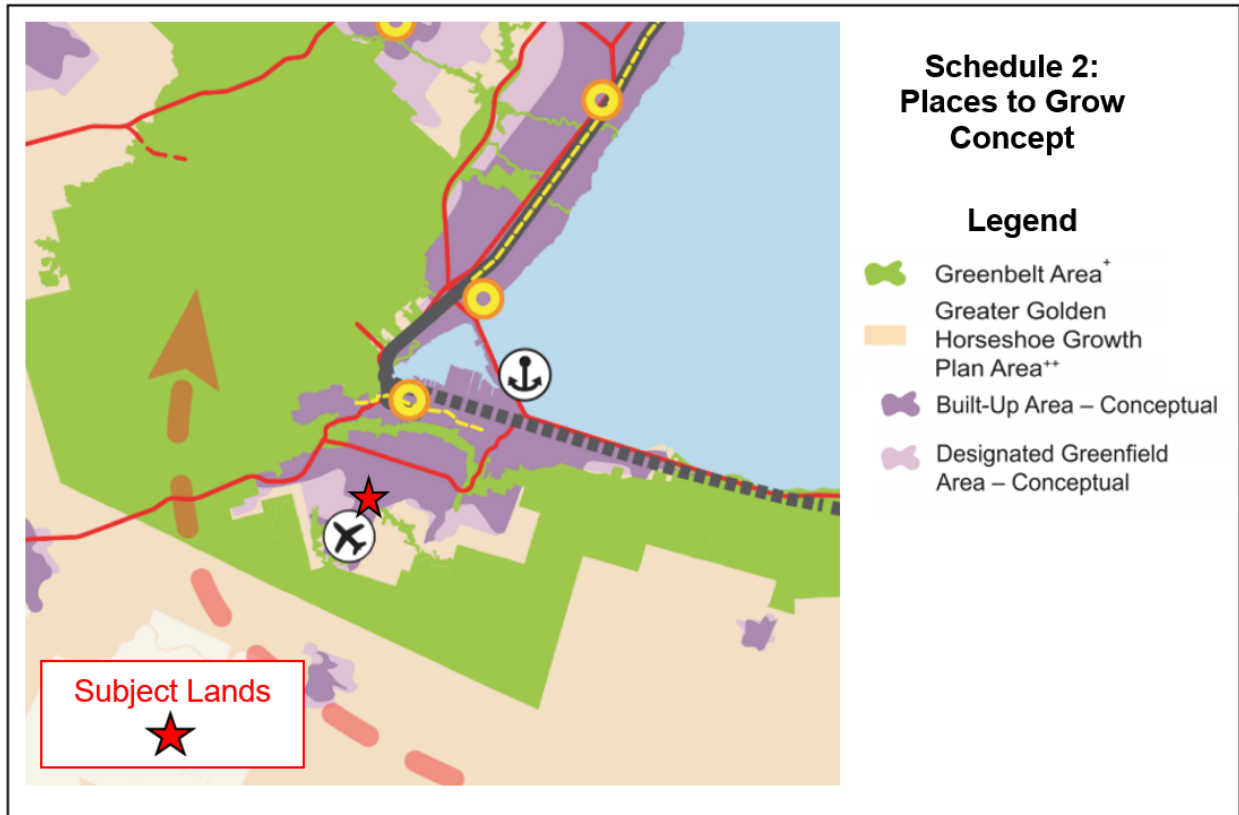 Schedule 2:
Places to Grow
Concept
Legend
Greenbelt Area+
Greater Golden
Horseshoe Growth
Plan Area++
Built-Up Area – Conceptual
Designated Greenfield
Area – Conceptual
Subject Lands